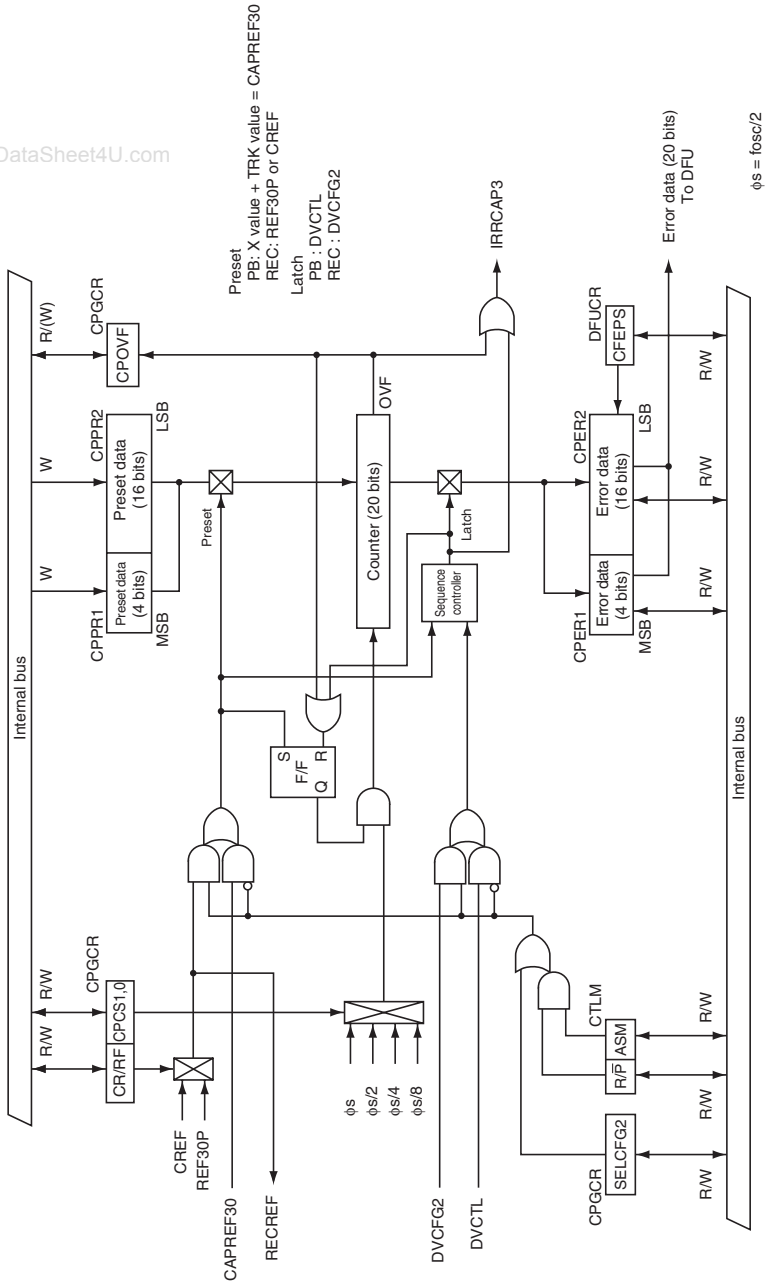 DataSheet4U.com
Internal bus
R/W
R/W
W
W
R/(W)
CPGCR
CPPR1
CPPR2
CPGCR
CR/RF
CPCS1,0
Preset data
(4 bits)
Preset data
(16 bits)
CPOVF
MSB
LSB
CREF
REF30P
CAPREF30
RECREF
Preset
PB: X value + TRK value = CAPREF30
REC: REF30P or CREF
Latch
PB : DVCTL
REC : DVCFG2
Preset
S
F/F
Q
R
Counter (20 bits)
OVF
φs
φs/2
φs/4
φs/8
Sequence
controller
Latch
IRRCAP3
DVCFG2
DVCTL
CPGCR
SELCFG2
CTLM
R/P̅
ASM
CPER1
CPER2
DFUCR
Error data
(4 bits)
Error data
(16 bits)
CFEPS
MSB
LSB
Error data (20 bits)
To DFU
R/W
R/W
R/W
R/W
R/W
R/W
Internal bus
φs = fosc/2